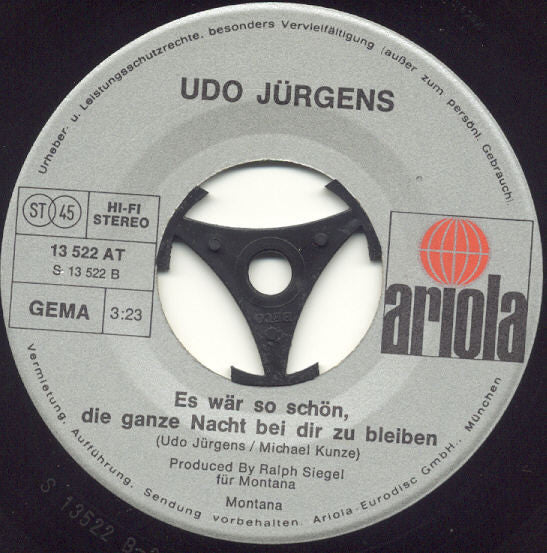 Urheber- u. Leistungsschutzrechte, besonders Vervielfältigung (außer zum persönl. Gebrauch)
UDO JÜRGENS
ST 45
HI-FI
STEREO
13 522 AT
S 13 522 B
GEMA
3:23
ariola
Es wär so schön,
die ganze Nacht bei dir zu bleiben
(Udo Jürgens / Michael Kunze)
Produced By Ralph Siegel
für Montana
Montana
Vermietung, Aufführung, Sendung vorbehalten. Ariola-Eurodisc GmbH., München
S 13522 B